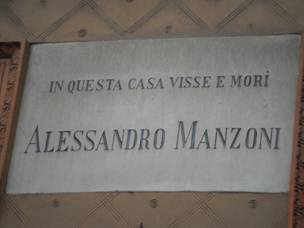 IN QUESTA CASA VISSE E MORÌ
ALESSANDRO MANZONI